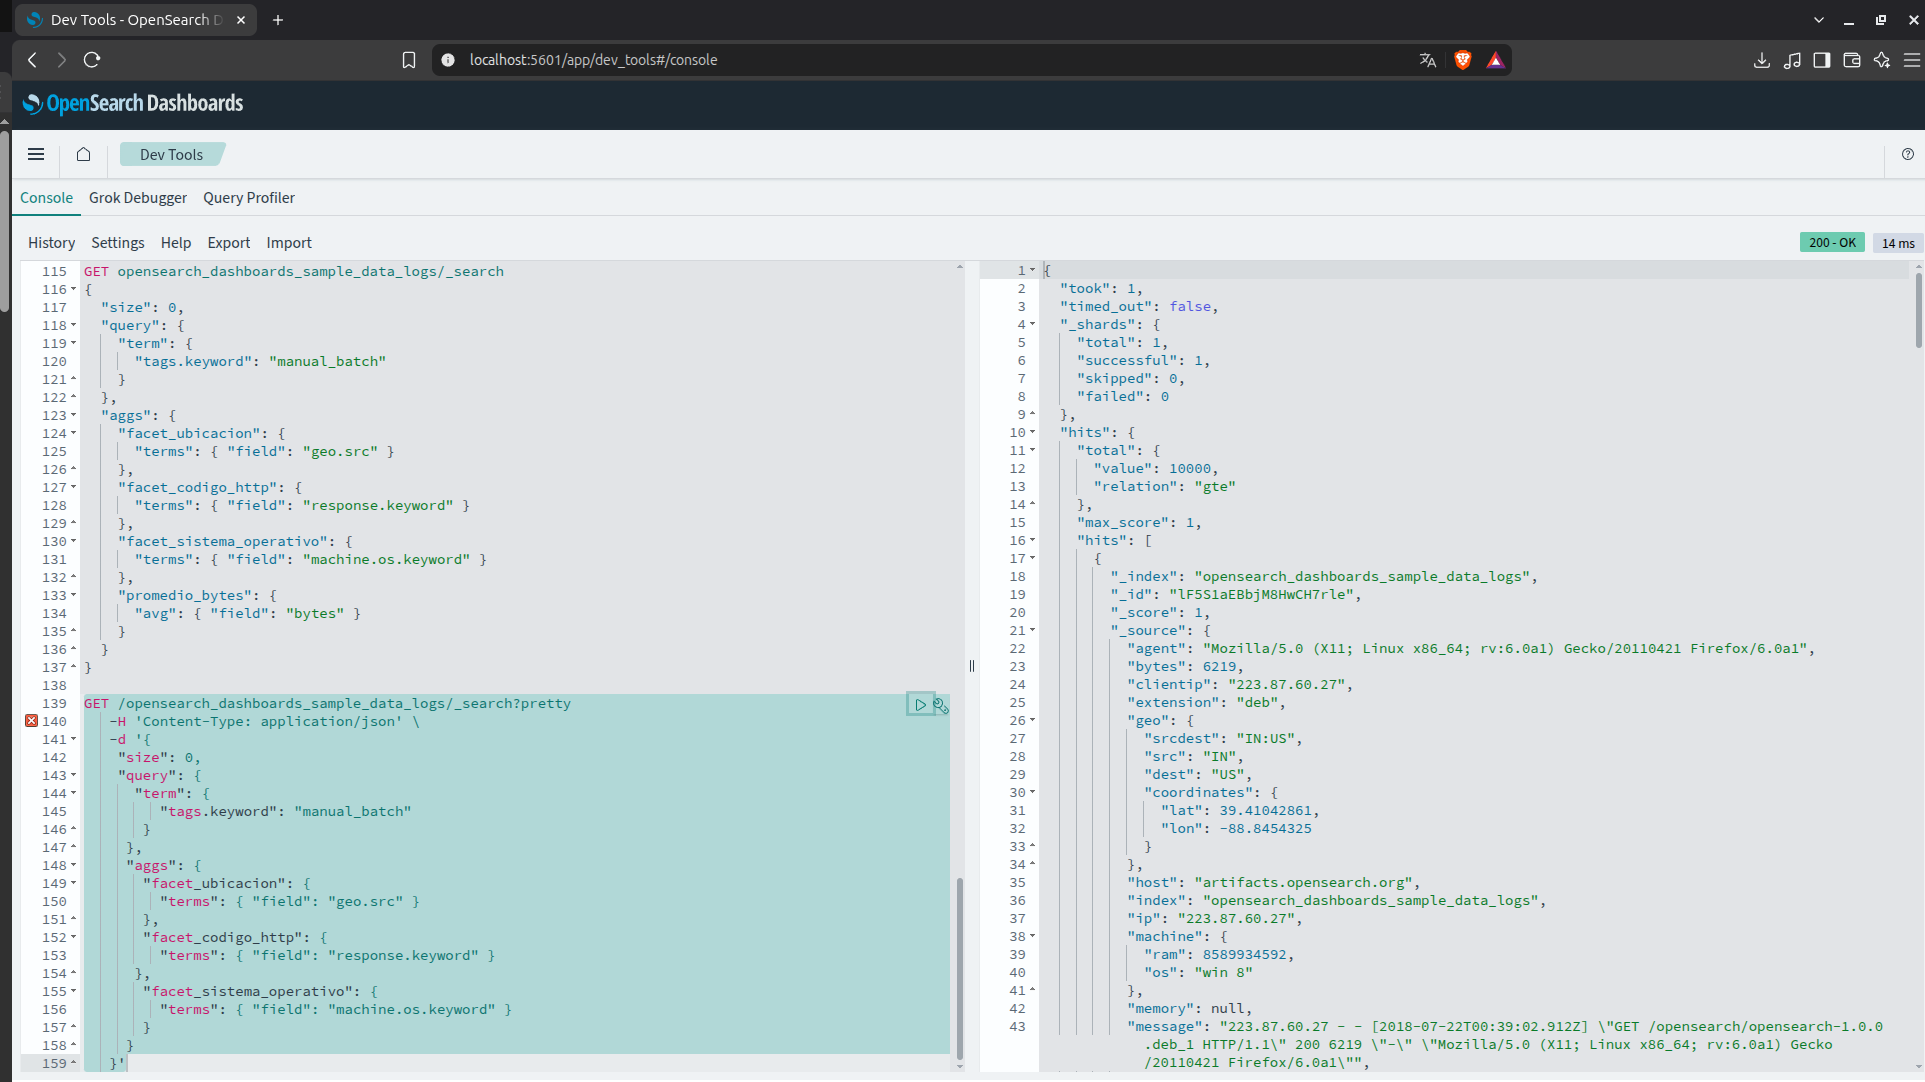 Dev Tools - OpenSearch D
localhost:5601/app/dev_tools#/console
OpenSearch Dashboards
Dev Tools
Console Grok Debugger Query Profiler
History Settings Help Export Import
200 - OK 14 ms
115 GET opensearch_dashboards_sample_data_logs/_search
116 {
117 "size": 0,
118 "query": {
119 "term": {
120 "tags.keyword": "manual_batch"
121 }
122 },
123 "aggs": {
124 "facet_ubicacion": {
125 "terms": { "field": "geo.src" }
126 },
127 "facet_codigo_http": {
128 "terms": { "field": "response.keyword" }
129 },
130 "facet_sistema_operativo": {
131 "terms": { "field": "machine.os.keyword" }
132 },
133 "promedio_bytes": {
134 "avg": { "field": "bytes" }
135 }
136 }
137 }
138
139 GET /opensearch_dashboards_sample_data_logs/_search?pretty
140 -H 'Content-Type: application/json' \
141 -d '{
142 "size": 0,
143 "query": {
144 "term": {
145 "tags.keyword": "manual_batch"
146 }
147 },
148 "aggs": {
149 "facet_ubicacion": {
150 "terms": { "field": "geo.src" }
151 },
152 "facet_codigo_http": {
153 "terms": { "field": "response.keyword" }
154 },
155 "facet_sistema_operativo": {
156 "terms": { "field": "machine.os.keyword" }
157 }
158 }
159 }'
1 {
2 "took": 1,
3 "timed_out": false,
4 "_shards": {
5 "total": 1,
6 "successful": 1,
7 "skipped": 0,
8 "failed": 0
9 },
10 "hits": {
11 "total": {
12 "value": 10000,
13 "relation": "gte"
14 },
15 "max_score": 1,
16 "hits": [
17 {
18 "_index": "opensearch_dashboards_sample_data_logs",
19 "_id": "lF5S1aEBbjM8HwCH7rle",
20 "_score": 1,
21 "_source": {
22 "agent": "Mozilla/5.0 (X11; Linux x86_64; rv:6.0a1) Gecko/20110421 Firefox/6.0a1",
23 "bytes": 6219,
24 "clientip": "223.87.60.27",
25 "extension": "deb",
26 "geo": {
27 "srcdest": "IN:US",
28 "src": "IN",
29 "dest": "US",
30 "coordinates": {
31 "lat": 39.41042861,
32 "lon": -88.8454325
33 }
34 },
35 "host": "artifacts.opensearch.org",
36 "index": "opensearch_dashboards_sample_data_logs",
37 "ip": "223.87.60.27",
38 "machine": {
39 "ram": 8589934592,
40 "os": "win 8"
41 },
42 "memory": null,
43 "message": "223.87.60.27 - - [2018-07-22T00:39:02.912Z] \"GET /opensearch/opensearch-1.0.0
.deb_1 HTTP/1.1\" 200 6219 \"-\" \"Mozilla/5.0 (X11; Linux x86_64; rv:6.0a1) Gecko
/20110421 Firefox/6.0a1\"",